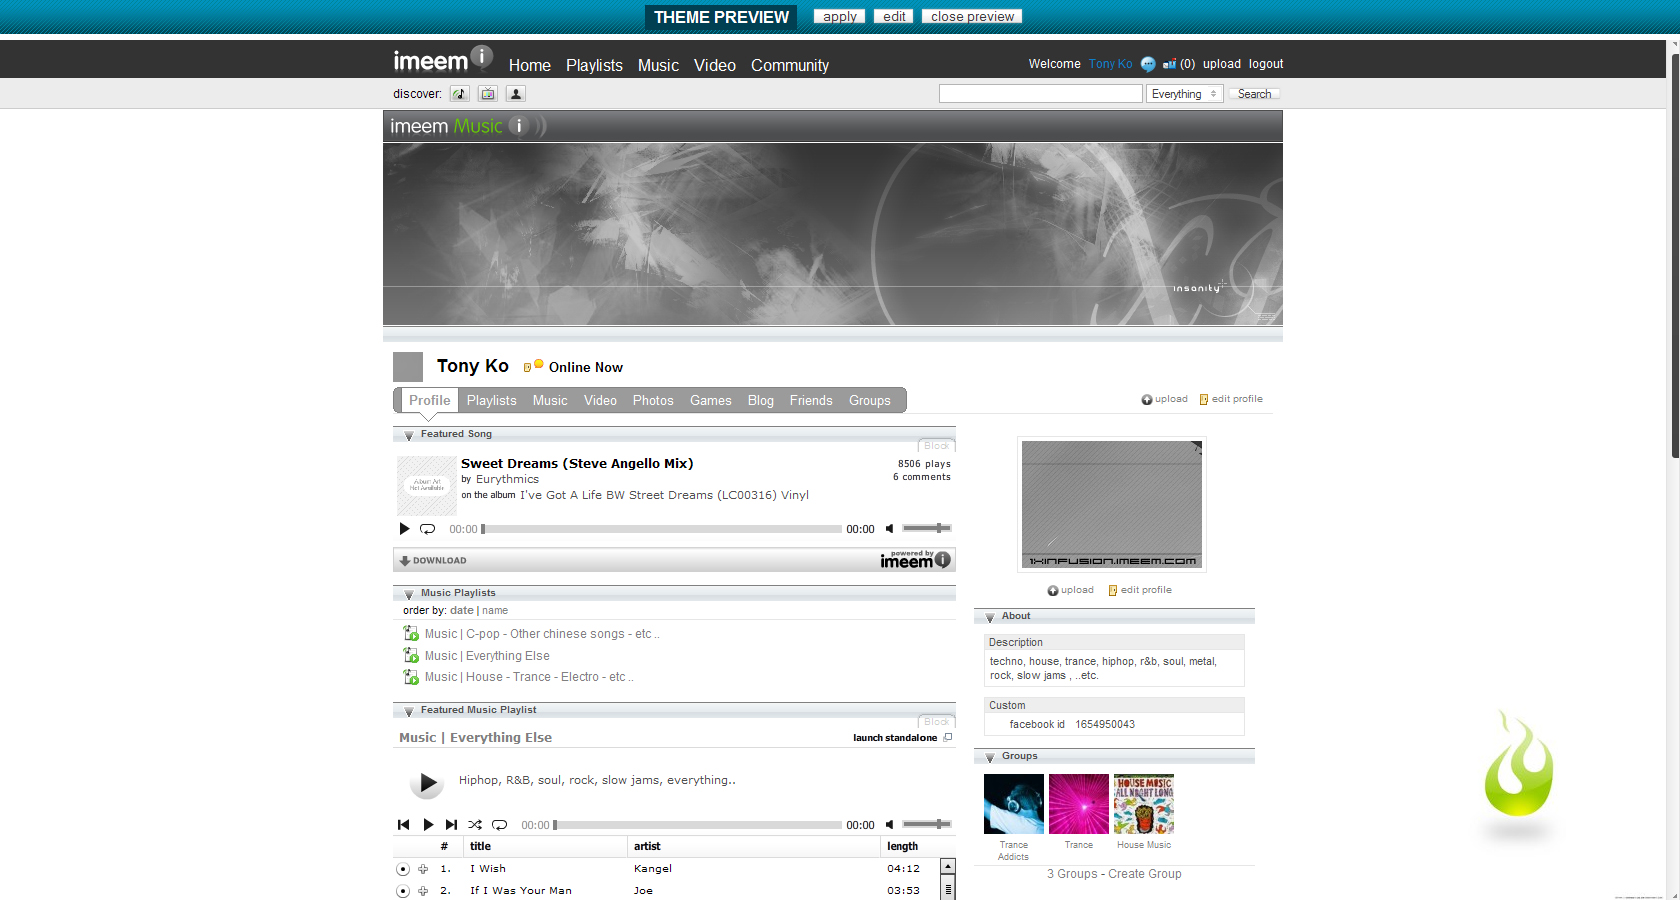 THEME PREVIEW apply edit close preview
imeem i Home Playlists Music Video Community Welcome Tony Ko (0) upload logout
discover: Everything Search
imeem Music i
insanity
Tony Ko Online Now
Profile Playlists Music Video Photos Games Blog Friends Groups upload edit profile
Featured Song
Block
Sweet Dreams (Steve Angello Mix) 8506 plays
by Eurythmics 6 comments
Album Art
Not Available
on the album I've Got A Life BW Street Dreams (LC00316) Vinyl
00:00 00:00
DOWNLOAD powered by imeem i
1XINFUSION.IMEEM.COM
upload edit profile
Music Playlists
order by: date | name
Music | C-pop - Other chinese songs - etc ..
Music | Everything Else
Music | House - Trance - Electro - etc ..
About
Description
techno, house, trance, hiphop, r&b, soul, metal,
rock, slow jams , ..etc.
Custom
facebook id 1654950043
Featured Music Playlist
Block
Music | Everything Else launch standalone
Hiphop, R&B, soul, rock, slow jams, everything..
00:00 00:00
# title artist length
1. I Wish Kangel 04:12
2. If I Was Your Man Joe 03:53
Groups
HOUSE MUSIC
ALL NIGHT LONG
Trance Addicts
Trance
House Music
3 Groups - Create Group